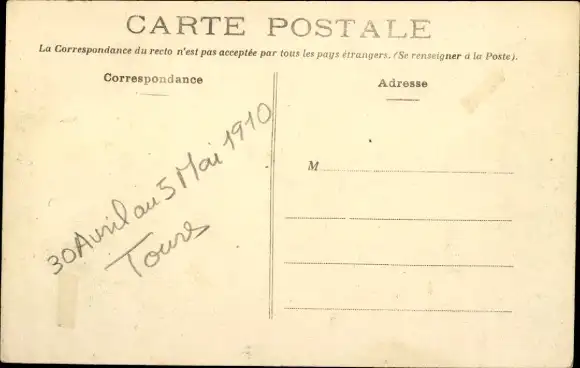 CARTE POSTALE
La Correspondance du recto n'est pas acceptée par tous les pays étrangers. (Se renseigner à la Poste).
Correspondance
Adresse
30 Avril au 5 Mai 1910
Tours
M